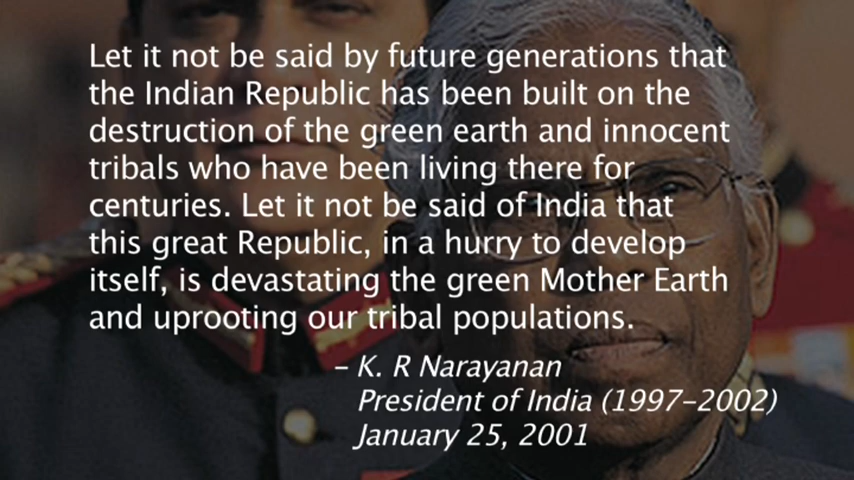 Let it not be said by future generations that
the Indian Republic has been built on the
destruction of the green earth and innocent
tribals who have been living there for
centuries. Let it not be said of India that
this great Republic, in a hurry to develop
itself, is devastating the green Mother Earth
and uprooting our tribal populations.
– K. R Narayanan
President of India (1997–2002)
January 25, 2001